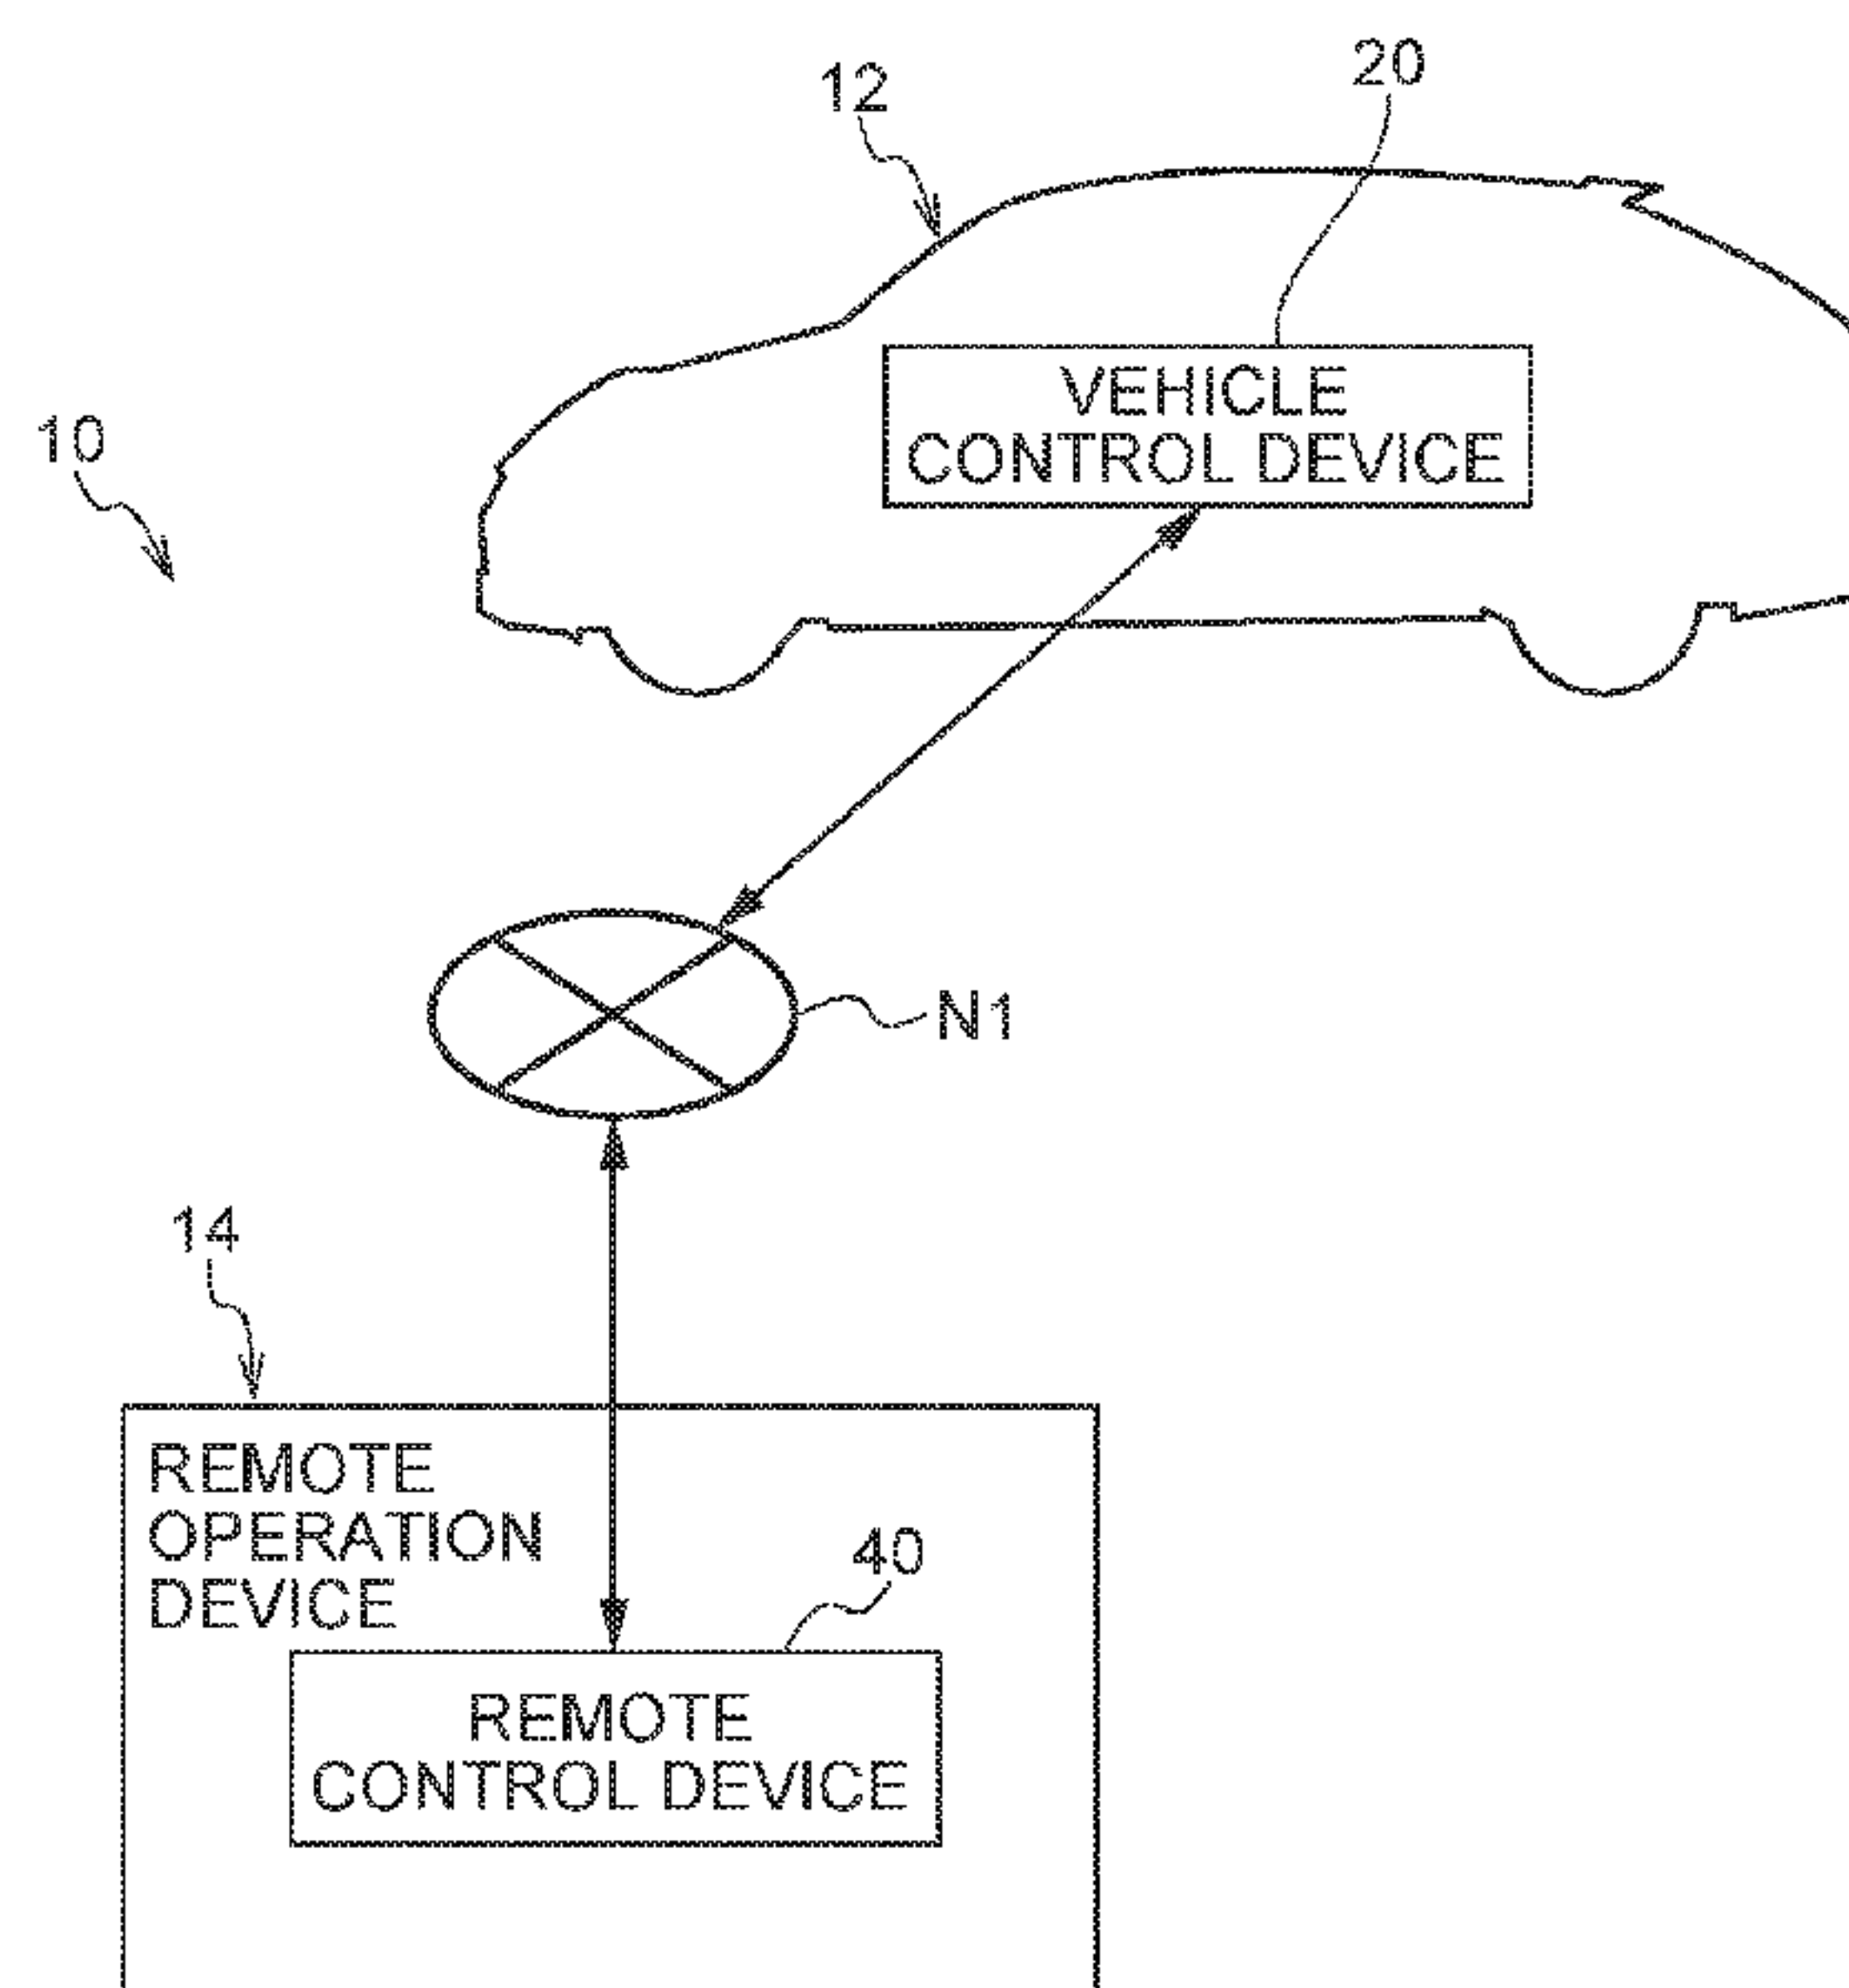 12
20
VEHICLE
CONTROL DEVICE
10
N1
14
REMOTE
OPERATION
DEVICE
40
REMOTE
CONTROL DEVICE